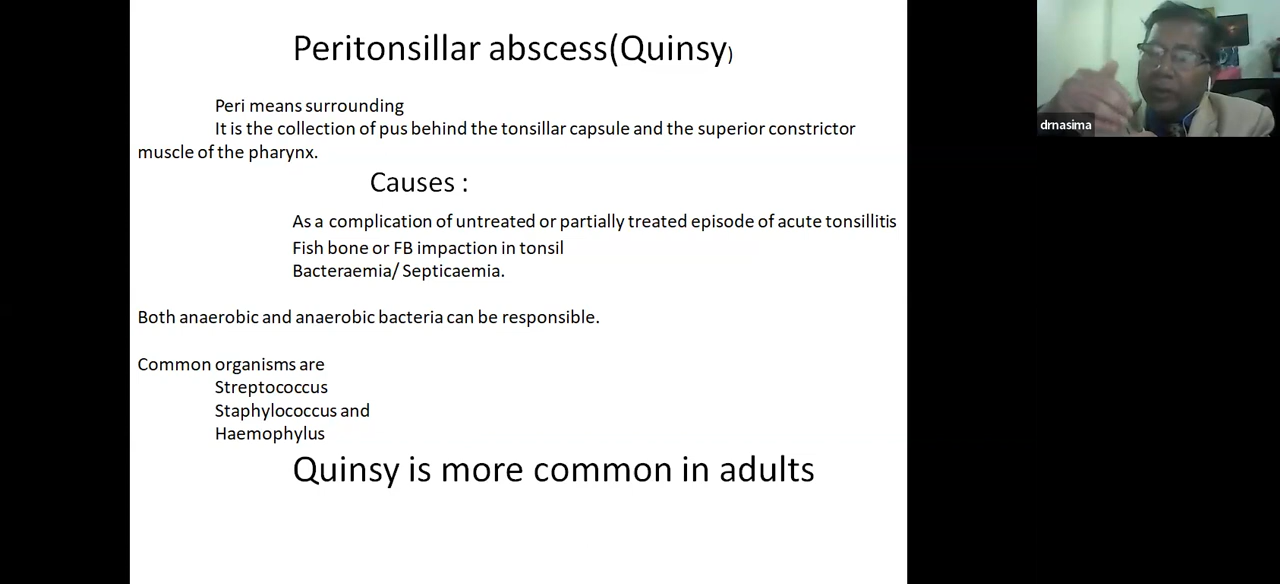 Peritonsillar abscess(Quinsy)
Peri means surrounding
It is the collection of pus behind the tonsillar capsule and the superior constrictor
muscle of the pharynx.
Causes :
As a complication of untreated or partially treated episode of acute tonsillitis
Fish bone or FB impaction in tonsil
Bacteraemia/ Septicaemia.
Both anaerobic and anaerobic bacteria can be responsible.
Common organisms are
Streptococcus
Staphylococcus and
Haemophylus
Quinsy is more common in adults
drnasima